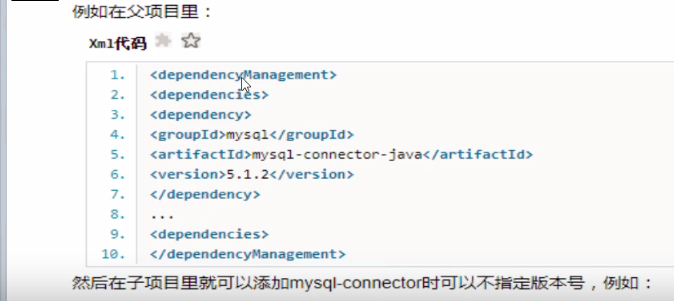 例如在父项目里：
Xml代码
1. <dependencyManagement>
2. <dependencies>
3. <dependency>
4. <groupId>mysql</groupId>
5. <artifactId>mysql-connector-java</artifactId>
6. <version>5.1.2</version>
7. </dependency>
8. ...
9. <dependencies>
10. </dependencyManagement>
然后在子项目里就可以添加mysql-connector时可以不指定版本号，例如：